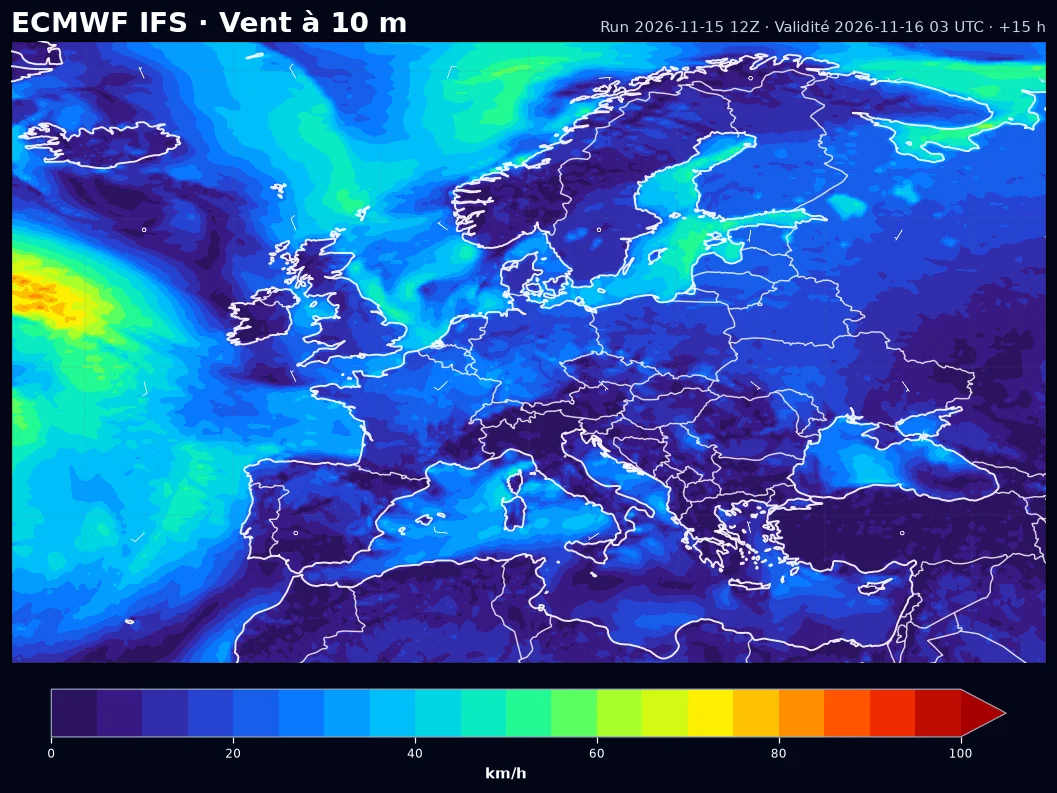 ECMWF IFS · Vent à 10 m
Run 2026-11-15 12Z · Validité 2026-11-16 03 UTC · +15 h
0 20 40 60 80 100
km/h